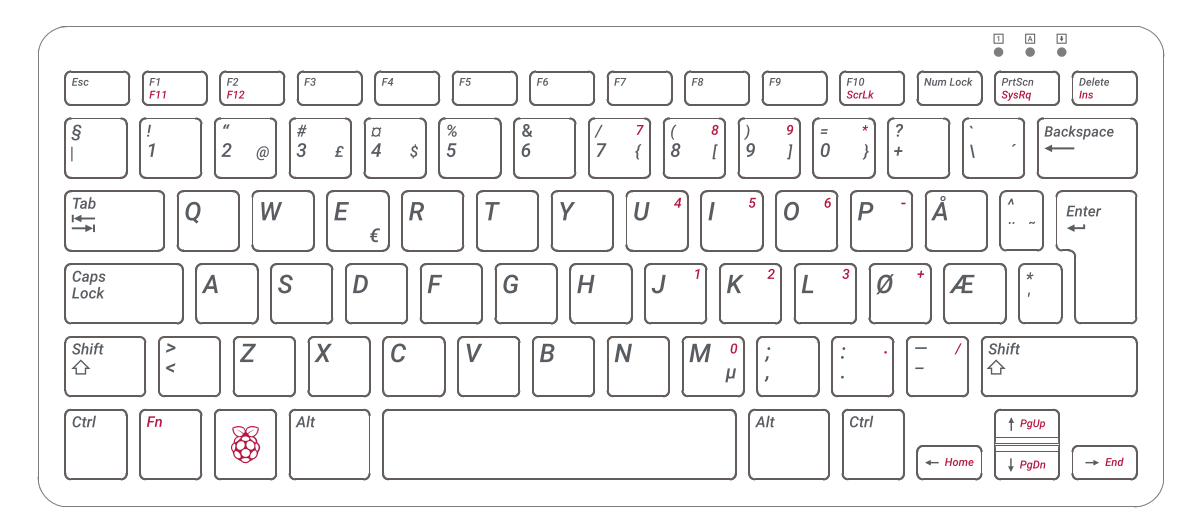 1 A
Esc F1 F2 F3 F4 F5 F6 F7 F8 F9 F10 Num Lock PrtScn Delete
F11 F12 ScrLk SysRq Ins
§ ! “ # ¤ % & / 7 ( 8 ) 9 = * ? ` Backspace
| 1 2 @ 3 £ 4 $ 5 6 7 { 8 [ 9 ] 0 } + \ ´
Tab Q W E R T Y U 4 I 5 O 6 P - Å ^ Enter
€ ¨ ~
Caps A S D F G H J 1 K 2 L 3 Ø + Æ *
Lock '
Shift > Z X C V B N M 0 ; : . — / Shift
< µ , . –
Ctrl Fn Alt Alt Ctrl ↑ PgUp
← Home ↓ PgDn → End